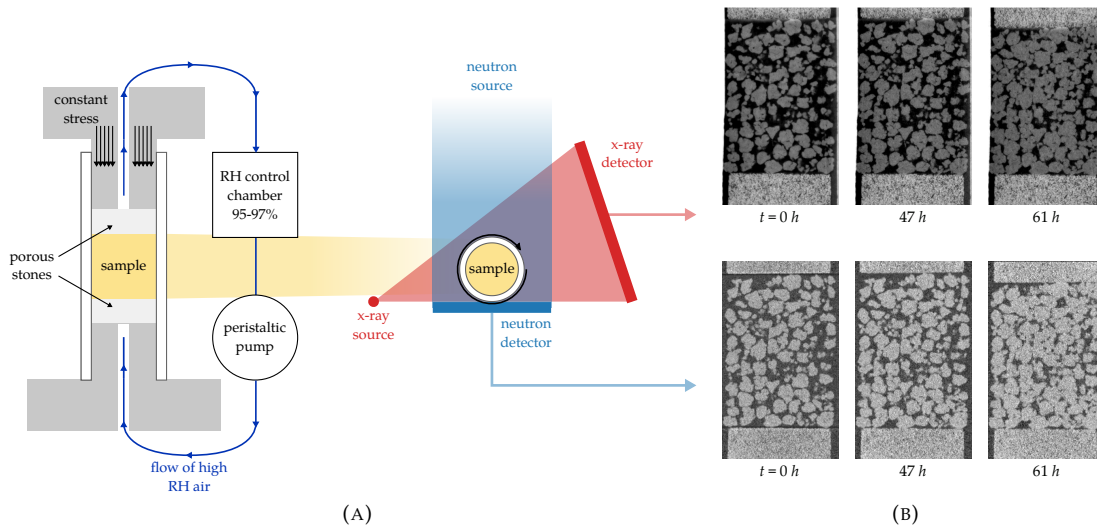 constant
stress
RH control
chamber
95-97%
porous
stones
sample
peristaltic
pump
flow of high
RH air
neutron
source
x-ray
detector
sample
x-ray
source
neutron
detector
(A)
t = 0 h
47 h
61 h
t = 0 h
47 h
61 h
(B)